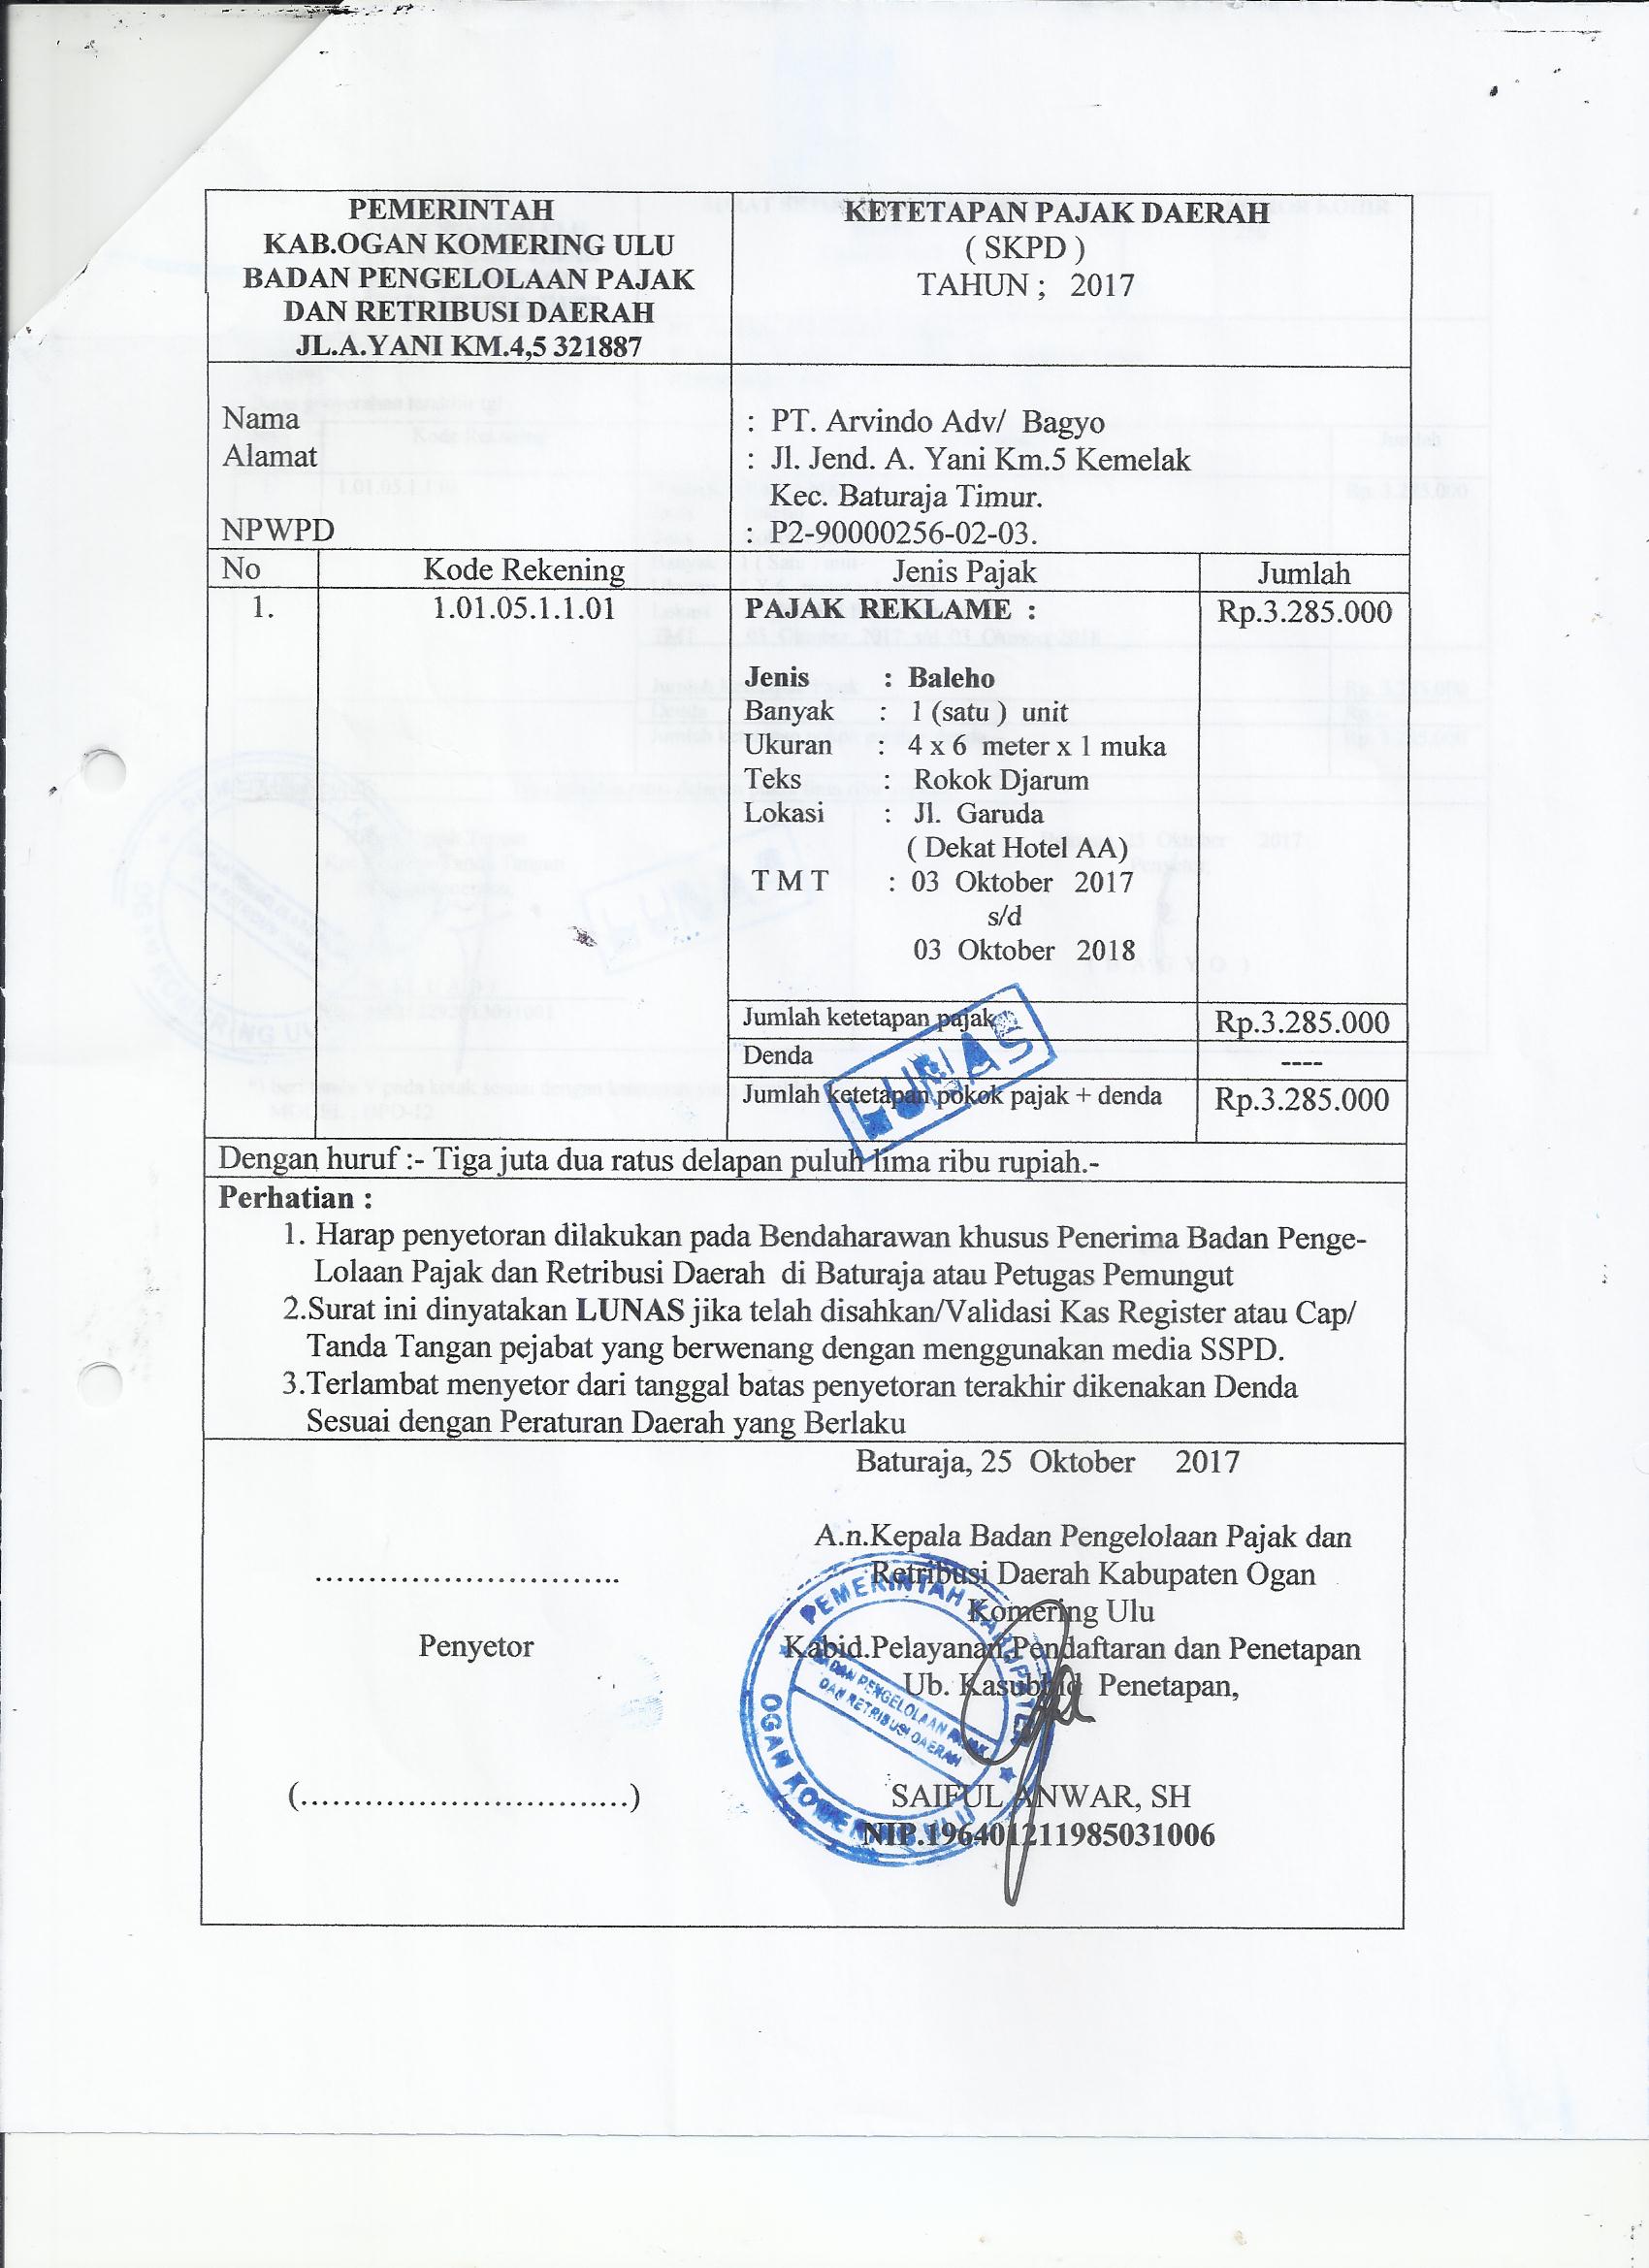 PEMERINTAH
KAB.OGAN KOMERING ULU
BADAN PENGELOLAAN PAJAK
DAN RETRIBUSI DAERAH
JL.A.YANI KM.4,5 321887
KETETAPAN PAJAK DAERAH
( SKPD )
TAHUN ; 2017
Nama : PT. Arvindo Adv/ Bagyo
Alamat : Jl. Jend. A. Yani Km.5 Kemelak
Kec. Baturaja Timur.
NPWPD : P2-90000256-02-03.
No Kode Rekening Jenis Pajak Jumlah
1. 1.01.05.1.1.01 PAJAK REKLAME : Rp.3.285.000
Jenis : Baleho
Banyak : 1 (satu ) unit
Ukuran : 4 x 6 meter x 1 muka
Teks : Rokok Djarum
Lokasi : Jl. Garuda
( Dekat Hotel AA)
T M T : 03 Oktober 2017
s/d
03 Oktober 2018
Jumlah ketetapan pajak Rp.3.285.000
Denda ----
Jumlah ketetapan pokok pajak + denda Rp.3.285.000
LUNAS
Dengan huruf :- Tiga juta dua ratus delapan puluh lima ribu rupiah.-
Perhatian :
1. Harap penyetoran dilakukan pada Bendaharawan khusus Penerima Badan Penge-
Lolaan Pajak dan Retribusi Daerah di Baturaja atau Petugas Pemungut
2.Surat ini dinyatakan LUNAS jika telah disahkan/Validasi Kas Register atau Cap/
Tanda Tangan pejabat yang berwenang dengan menggunakan media SSPD.
3.Terlambat menyetor dari tanggal batas penyetoran terakhir dikenakan Denda
Sesuai dengan Peraturan Daerah yang Berlaku
Baturaja, 25 Oktober 2017
A.n.Kepala Badan Pengelolaan Pajak dan
Retribusi Daerah Kabupaten Ogan
Komering Ulu
Kabid.Pelayanan,Pendaftaran dan Penetapan
Ub. Kasubbid Penetapan,
…………………………..
Penyetor
(…………………………..)
PEMERINTAH KABUPATEN
BADAN PENGELOLAAN PAJAK
DAN RETRIBUSI DAERAH
OGAN KOMERING ULU
SAIFUL ANWAR, SH
NIP.196401211985031006